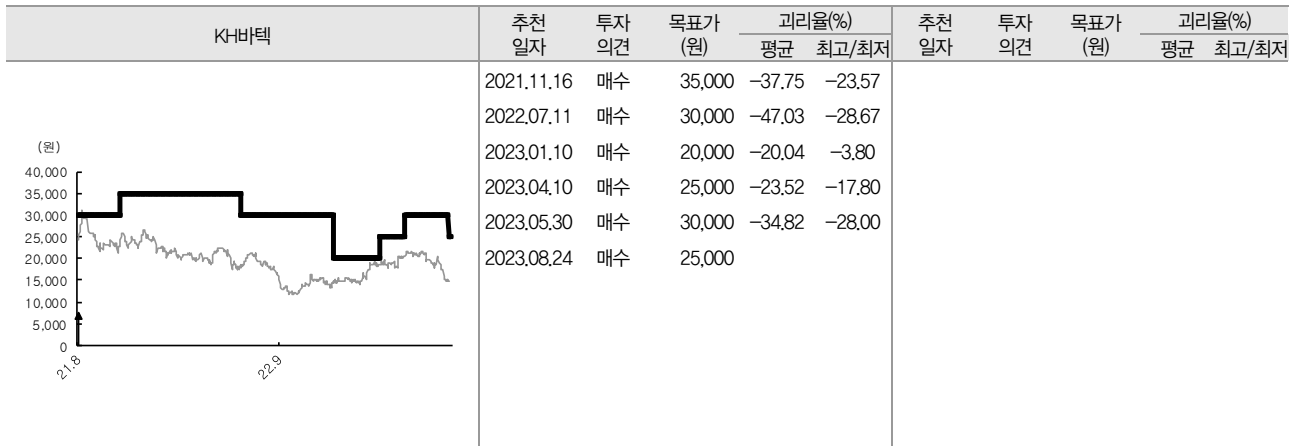 KH바텍
추천 일자 투자 의견 목표가 (원) 괴리율(%) 평균 최고/최저 추천 일자 투자 의견 목표가 (원) 괴리율(%) 평균 최고/최저
2021.11.16 매수 35,000 -37.75 -23.57
2022.07.11 매수 30,000 -47.03 -28.67
2023.01.10 매수 20,000 -20.04 -3.80
2023.04.10 매수 25,000 -23.52 -17.80
2023.05.30 매수 30,000 -34.82 -28.00
2023.08.24 매수 25,000
(원)
40,000
35,000
30,000
25,000
20,000
15,000
10,000
5,000
0
21.8 22.9